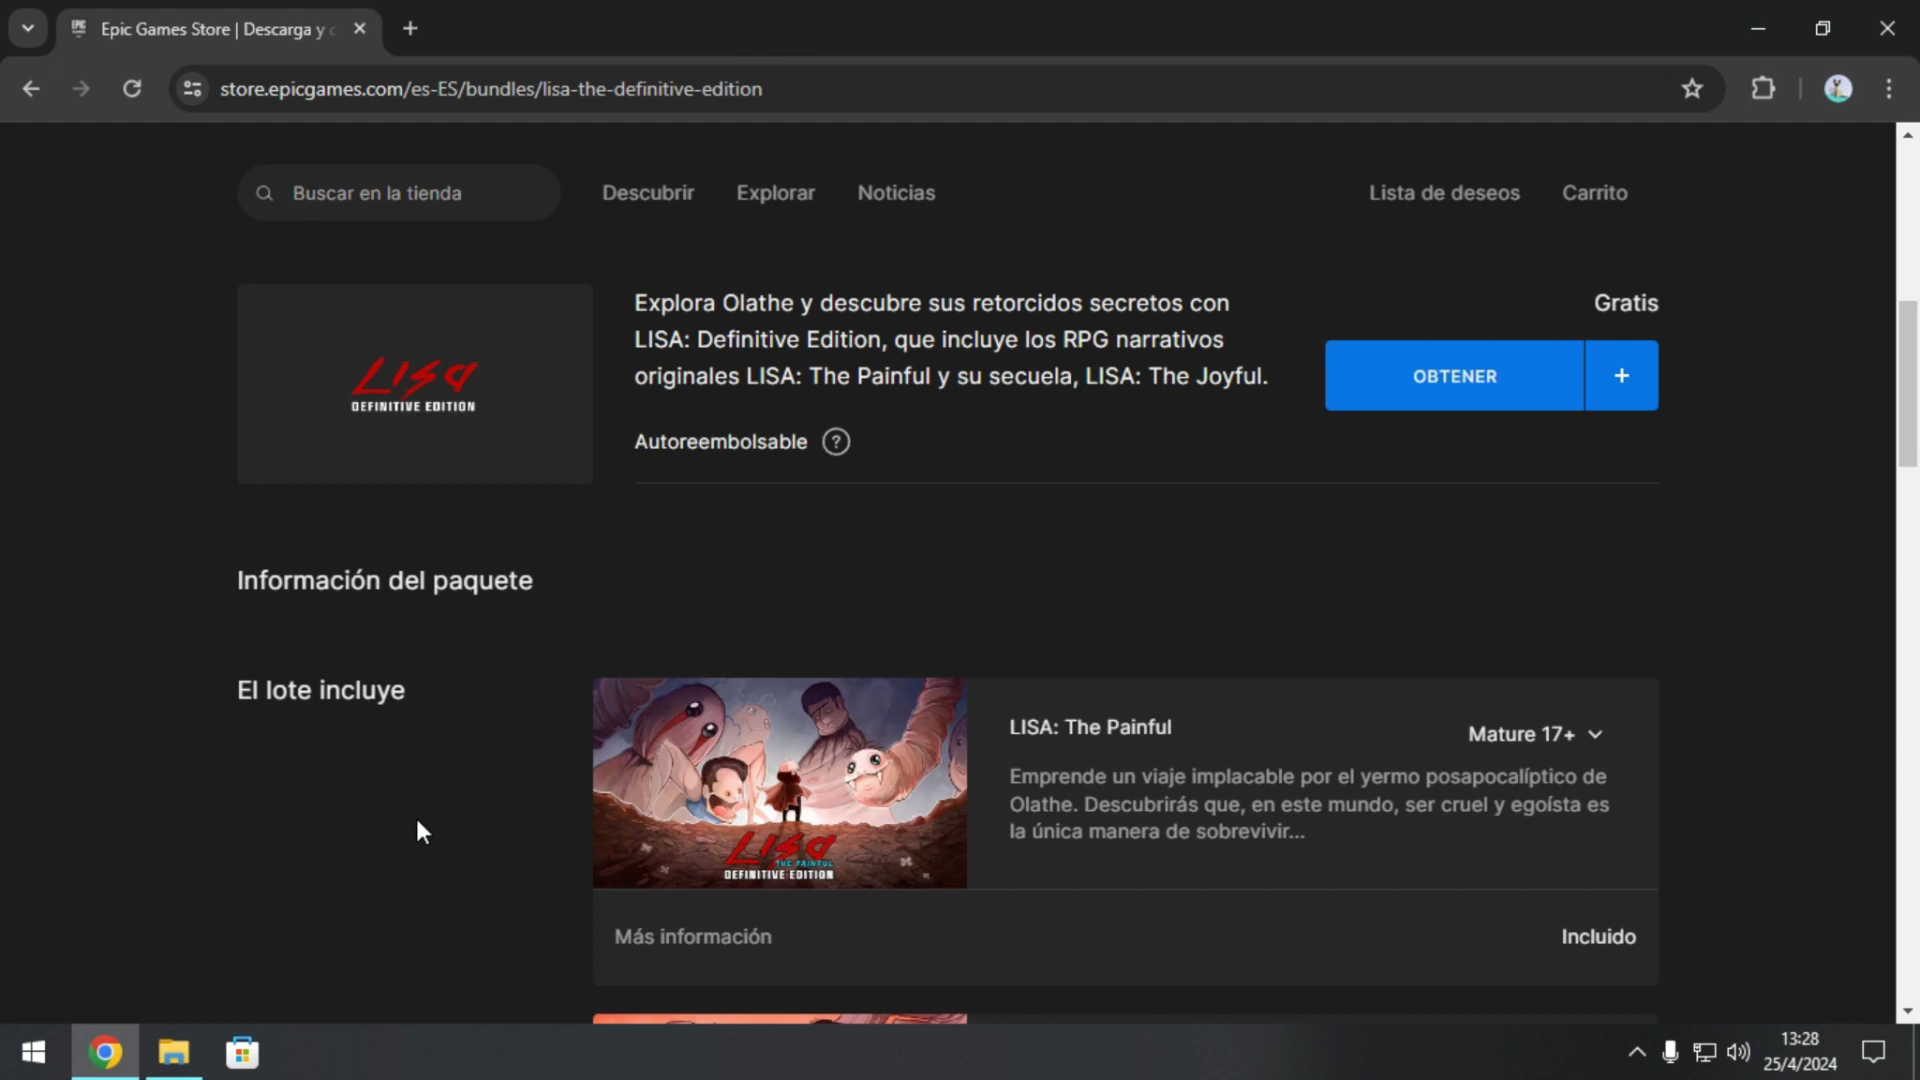 Epic Games Store | Descarga y c
store.epicgames.com/es-ES/bundles/lisa-the-definitive-edition
Buscar en la tienda
Descubrir
Explorar
Noticias
Lista de deseos
Carrito
LISA
DEFINITIVE EDITION
Explora Olathe y descubre sus retorcidos secretos con
LISA: Definitive Edition, que incluye los RPG narrativos
originales LISA: The Painful y su secuela, LISA: The Joyful.
Autoreembolsable ?
Gratis
OBTENER +
Información del paquete
El lote incluye
LISA
THE PAINFUL
DEFINITIVE EDITION
LISA: The Painful
Mature 17+
Emprende un viaje implacable por el yermo posapocalíptico de
Olathe. Descubrirás que, en este mundo, ser cruel y egoísta es
la única manera de sobrevivir...
Más información
Incluido
13:28
25/4/2024